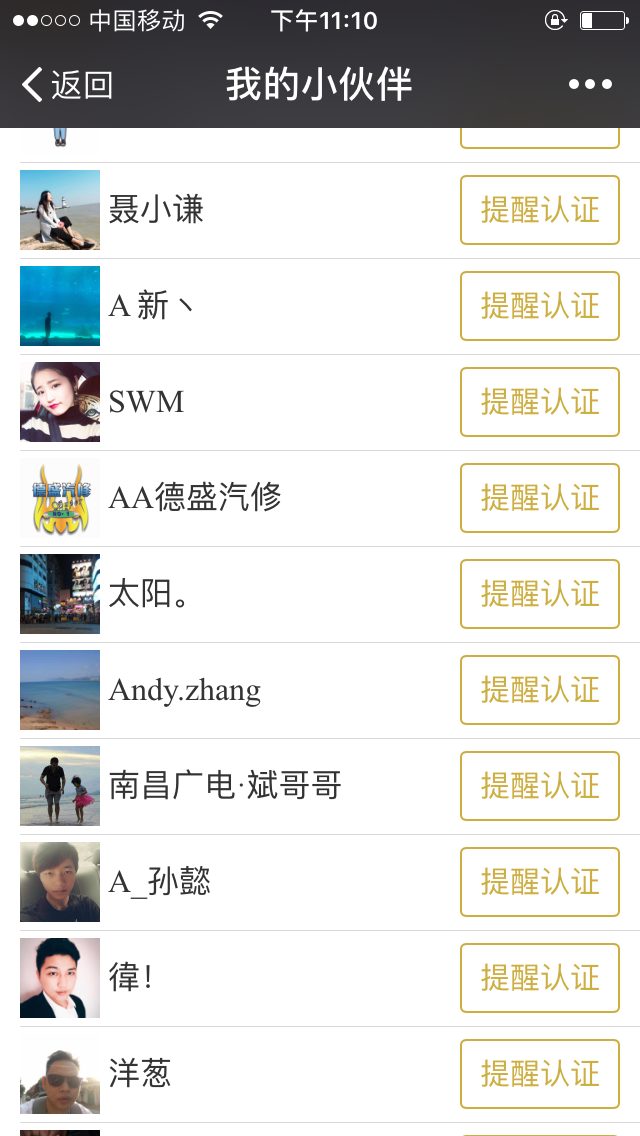 中国移动 下午11:10
返回 我的小伙伴
聂小谦 提醒认证
A 新丶 提醒认证
SWM 提醒认证
德盛汽修
AA德盛汽修 提醒认证
太阳。 提醒认证
Andy.zhang 提醒认证
南昌广电·斌哥哥 提醒认证
A_孙懿 提醒认证
徫！ 提醒认证
洋葱 提醒认证